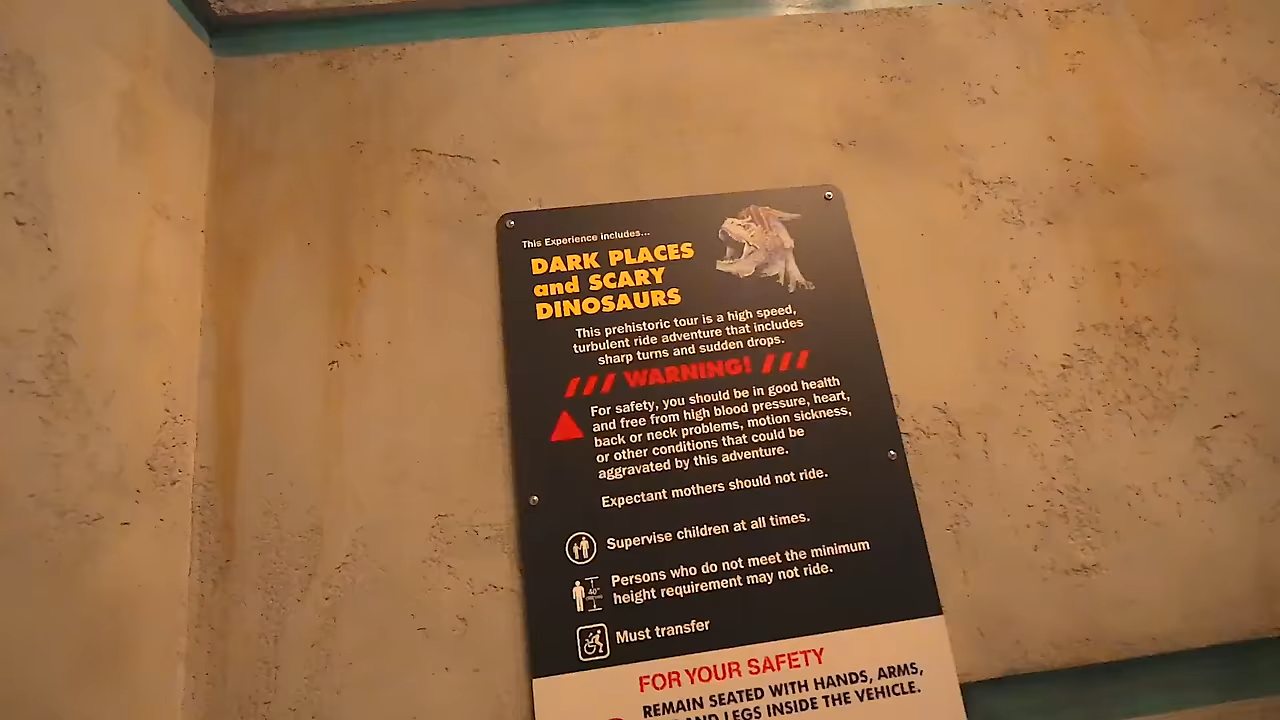 This Experience includes...
DARK PLACES
and SCARY
DINOSAURS
This prehistoric tour is a high speed,
turbulent ride adventure that includes
sharp turns and sudden drops.
WARNING!
For safety, you should be in good health
and free from high blood pressure, heart,
back or neck problems, motion sickness,
or other conditions that could be
aggravated by this adventure.
Expectant mothers should not ride.
Supervise children at all times.
40"
Persons who do not meet the minimum
height requirement may not ride.
Must transfer
FOR YOUR SAFETY
REMAIN SEATED WITH HANDS, ARMS,
AND LEGS INSIDE THE VEHICLE.